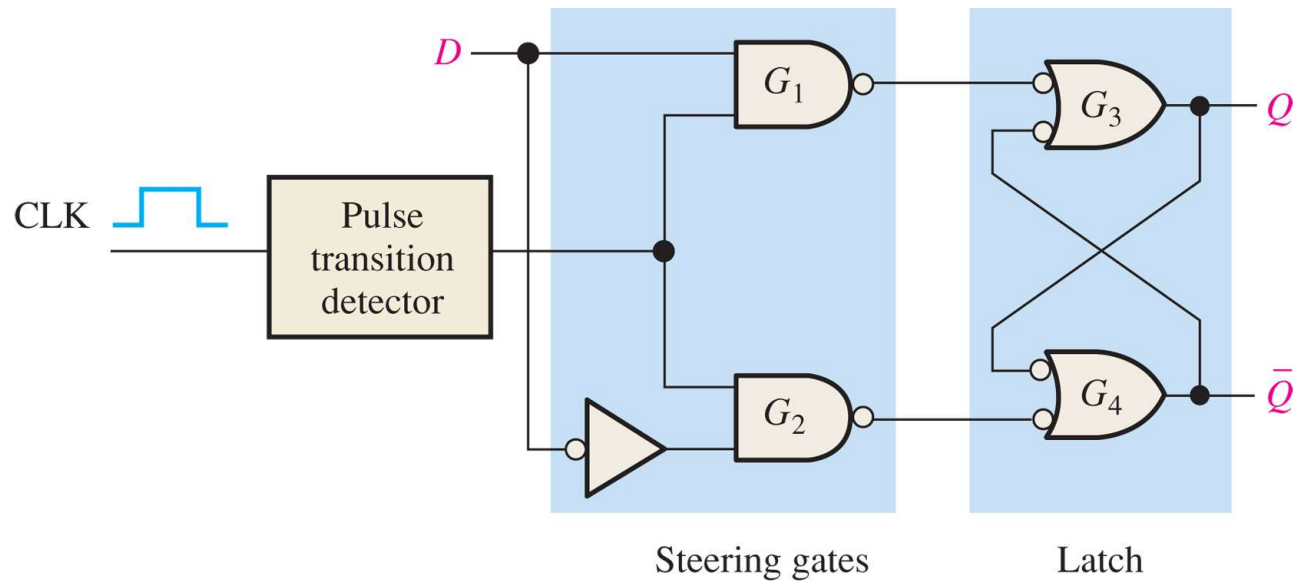 D
G₁
G₃
Q
CLK
Pulse
transition
detector
G₂
G₄
Q̄
Steering gates
Latch